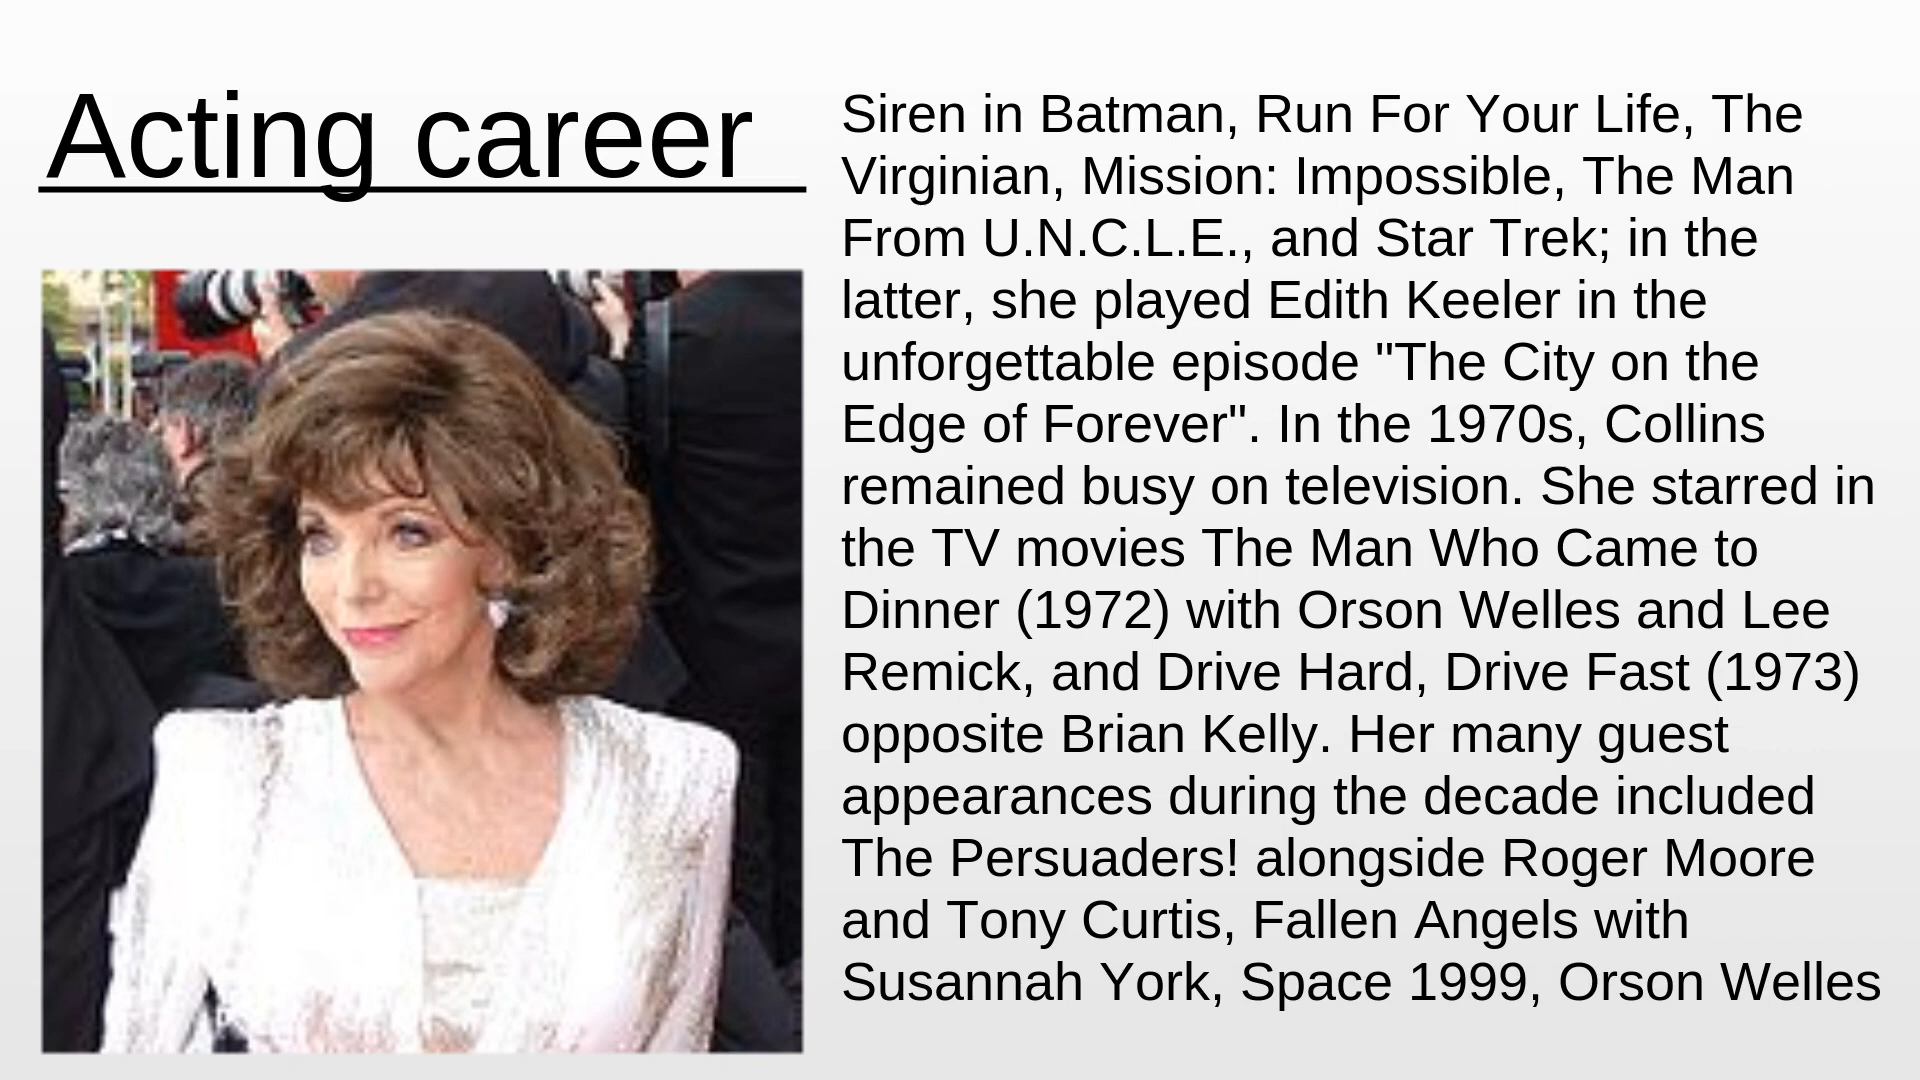 Acting career
Siren in Batman, Run For Your Life, The
Virginian, Mission: Impossible, The Man
From U.N.C.L.E., and Star Trek; in the
latter, she played Edith Keeler in the
unforgettable episode "The City on the
Edge of Forever". In the 1970s, Collins
remained busy on television. She starred in
the TV movies The Man Who Came to
Dinner (1972) with Orson Welles and Lee
Remick, and Drive Hard, Drive Fast (1973)
opposite Brian Kelly. Her many guest
appearances during the decade included
The Persuaders! alongside Roger Moore
and Tony Curtis, Fallen Angels with
Susannah York, Space 1999, Orson Welles